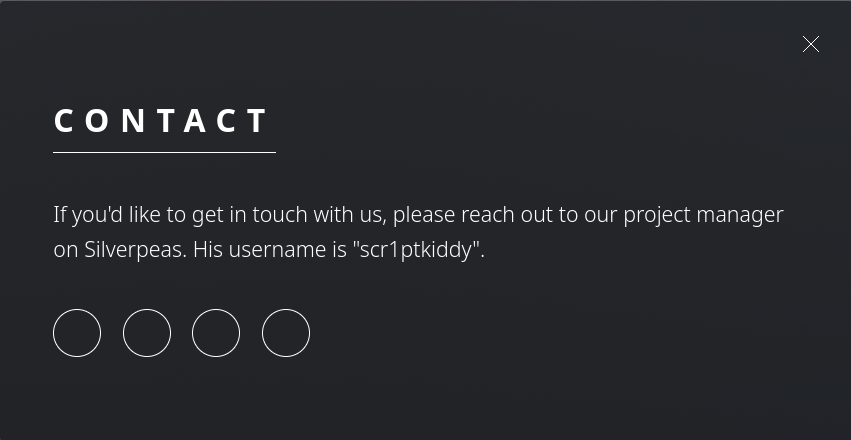 CONTACT
If you'd like to get in touch with us, please reach out to our project manager
on Silverpeas. His username is "scr1ptkiddy".